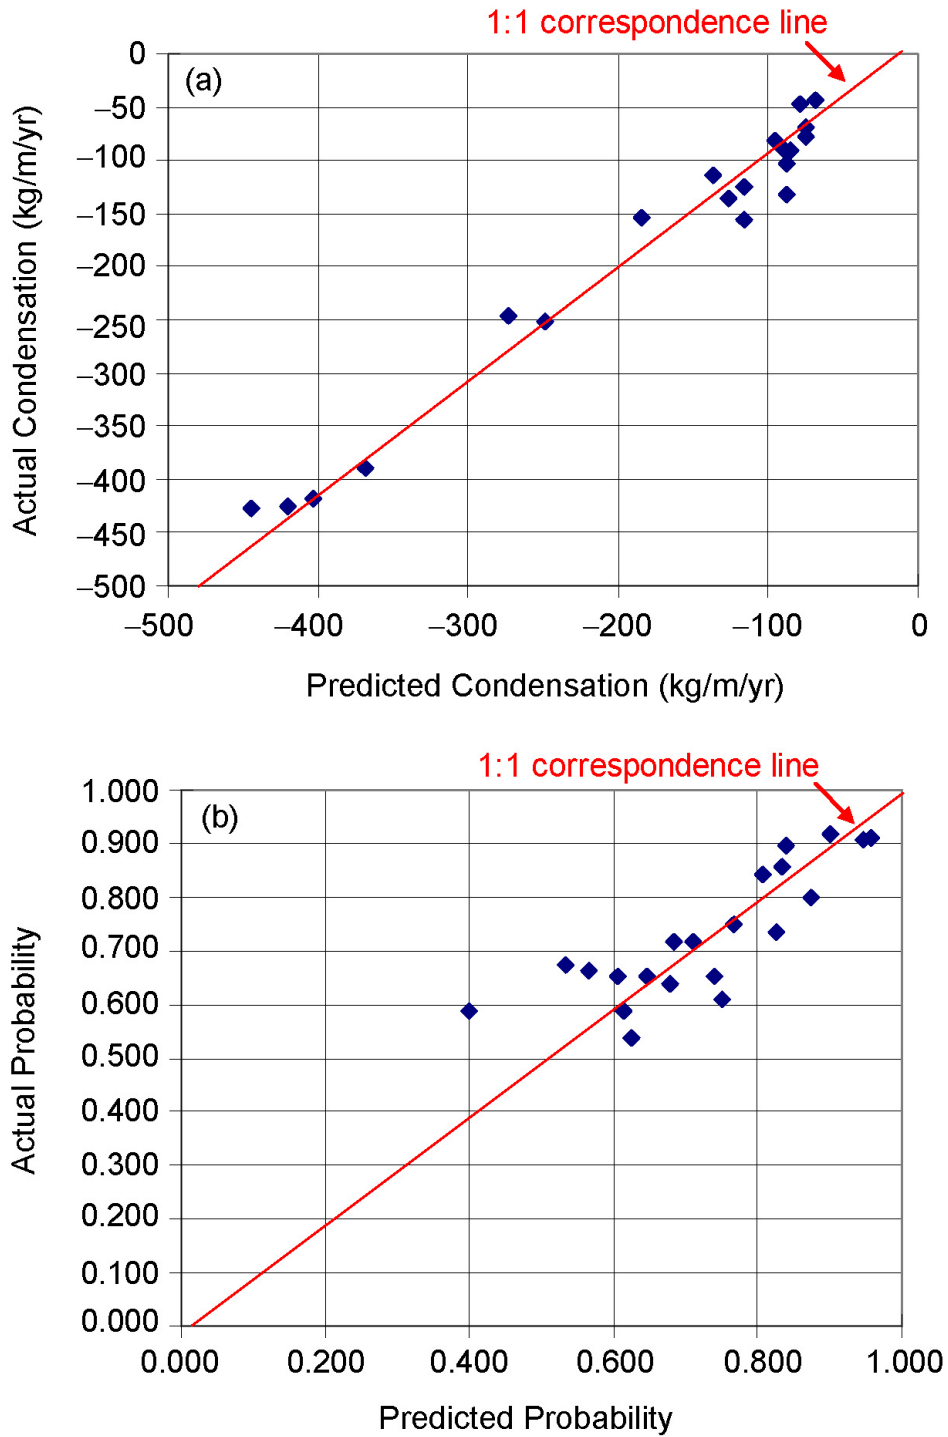 1:1 correspondence line
(a)
Actual Condensation (kg/m/yr)
0
–50
–100
–150
–200
–250
–300
–350
–400
–450
–500
–500 –400 –300 –200 –100 0
Predicted Condensation (kg/m/yr)
1:1 correspondence line
(b)
Actual Probability
1.000
0.900
0.800
0.700
0.600
0.500
0.400
0.300
0.200
0.100
0.000
0.000 0.200 0.400 0.600 0.800 1.000
Predicted Probability